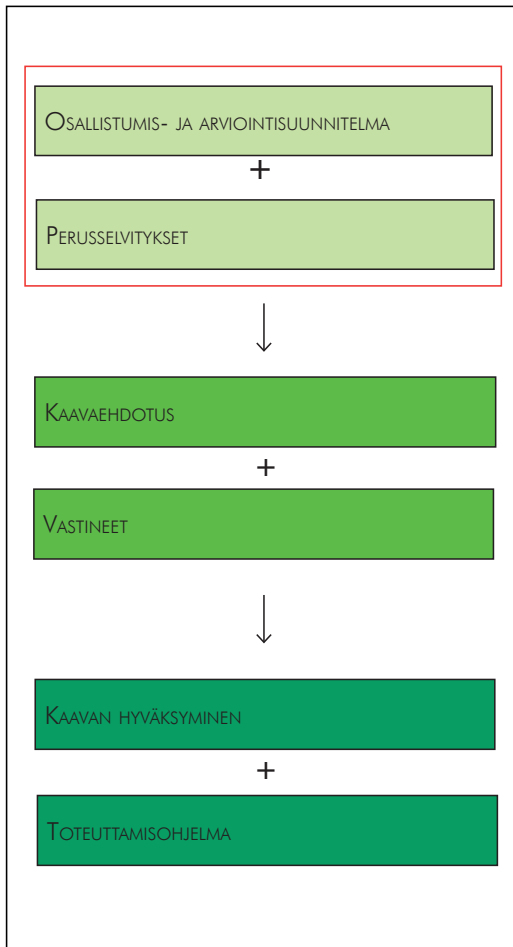 Osallistumis- ja arviointisuunnitelma
+
Perusselvitykset
Kaavaehdotus
+
Vastineet
Kaavan hyväksyminen
+
Toteuttamisohjelma